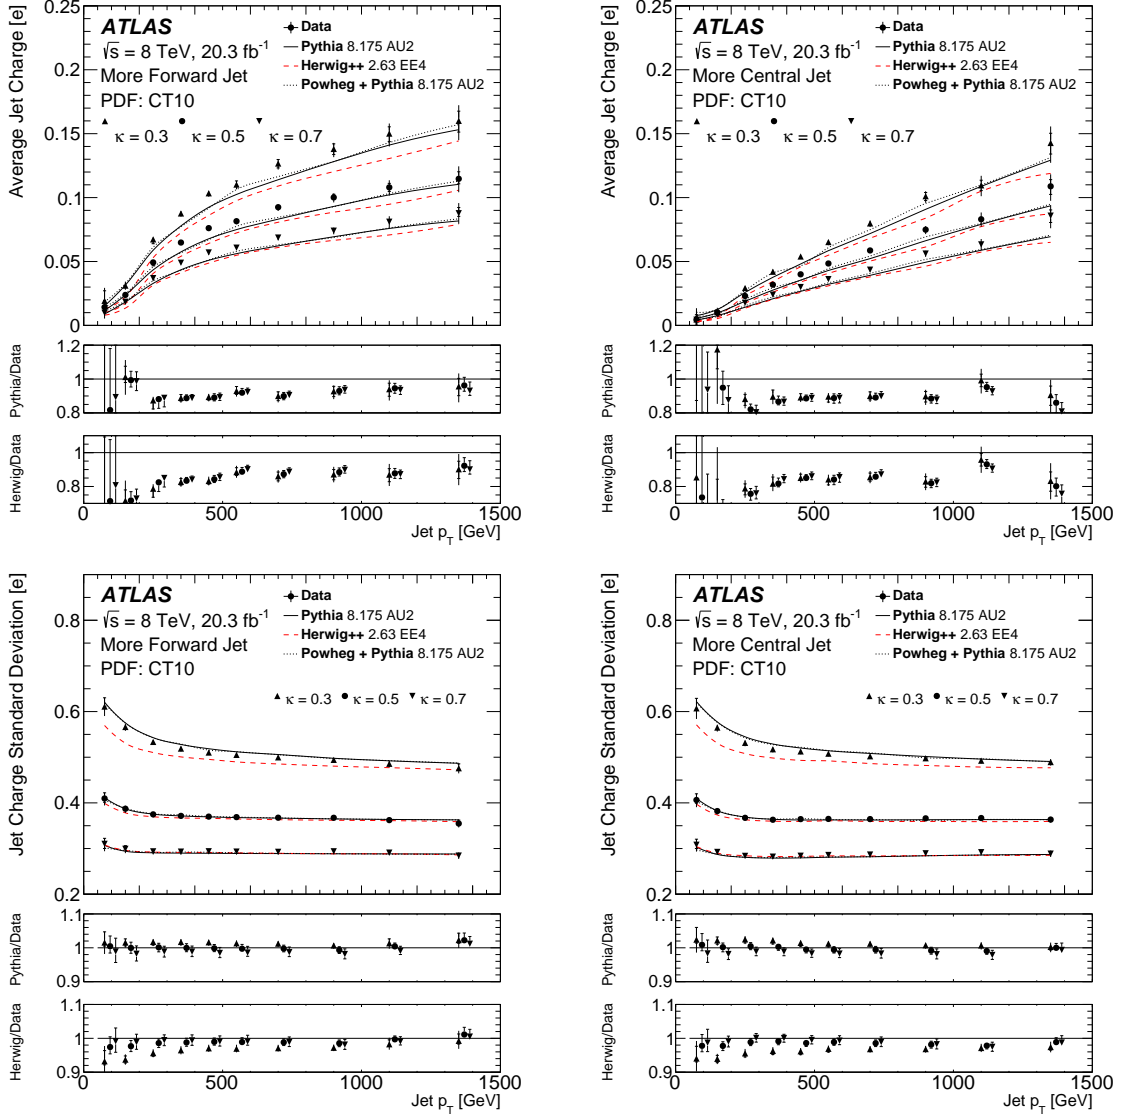 Average Jet Charge [e]
0.25
0.2
0.15
0.1
0.05
0
ATLAS
√s = 8 TeV, 20.3 fb⁻¹
More Forward Jet
PDF: CT10
Data
Pythia 8.175 AU2
Herwig++ 2.63 EE4
Powheg + Pythia 8.175 AU2
κ = 0.3 κ = 0.5 κ = 0.7
Pythia/Data
1.2
1
0.8
Herwig/Data
1
0.8
0 500 1000 1500
Jet p_T [GeV]
Average Jet Charge [e]
0.25
0.2
0.15
0.1
0.05
0
ATLAS
√s = 8 TeV, 20.3 fb⁻¹
More Central Jet
PDF: CT10
Data
Pythia 8.175 AU2
Herwig++ 2.63 EE4
Powheg + Pythia 8.175 AU2
κ = 0.3 κ = 0.5 κ = 0.7
Pythia/Data
1.2
1
0.8
Herwig/Data
1
0.8
0 500 1000 1500
Jet p_T [GeV]
Jet Charge Standard Deviation [e]
0.8
0.6
0.4
0.2
ATLAS
√s = 8 TeV, 20.3 fb⁻¹
More Forward Jet
PDF: CT10
Data
Pythia 8.175 AU2
Herwig++ 2.63 EE4
Powheg + Pythia 8.175 AU2
κ = 0.3 κ = 0.5 κ = 0.7
Pythia/Data
1.1
1
0.9
Herwig/Data
1.1
1
0.9
0 500 1000 1500
Jet p_T [GeV]
Jet Charge Standard Deviation [e]
0.8
0.6
0.4
0.2
ATLAS
√s = 8 TeV, 20.3 fb⁻¹
More Central Jet
PDF: CT10
Data
Pythia 8.175 AU2
Herwig++ 2.63 EE4
Powheg + Pythia 8.175 AU2
κ = 0.3 κ = 0.5 κ = 0.7
Pythia/Data
1.1
1
0.9
Herwig/Data
1.1
1
0.9
0 500 1000 1500
Jet p_T [GeV]